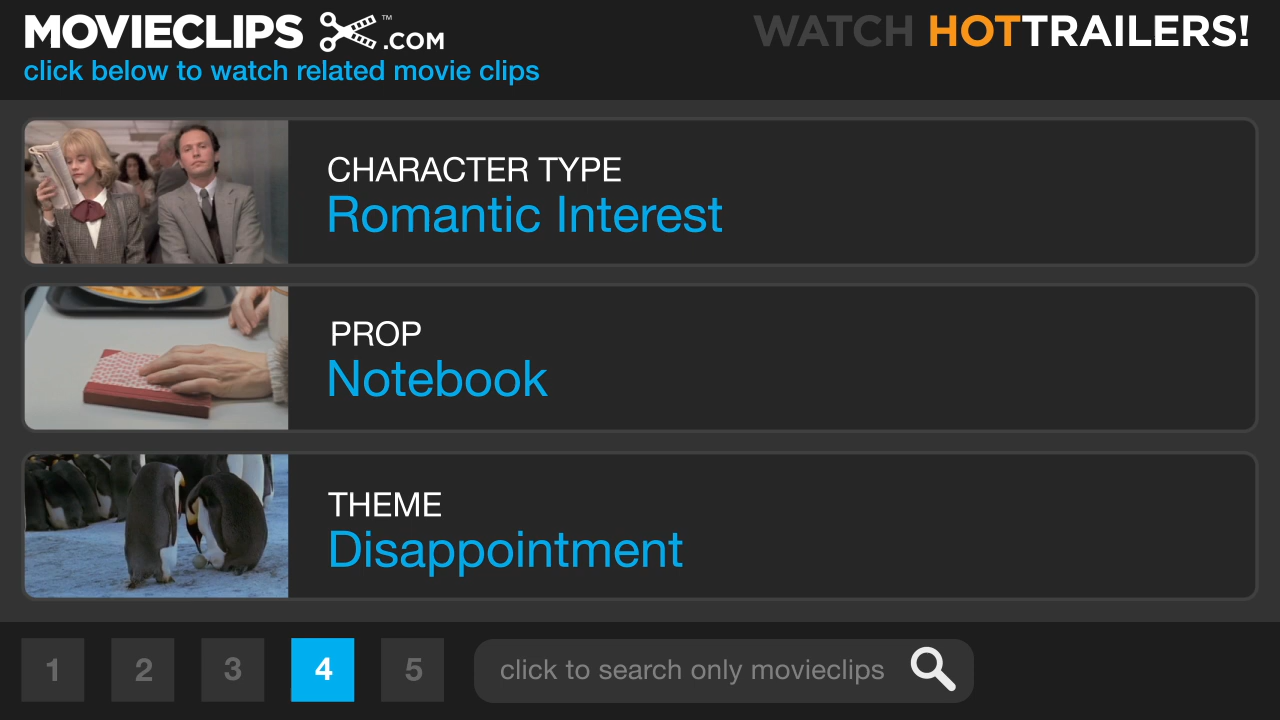 MOVIECLIPS ™ .COM
WATCH HOTTRAILERS!
click below to watch related movie clips
CHARACTER TYPE
Romantic Interest
PROP
Notebook
THEME
Disappointment
1 2 3 4 5 click to search only movieclips